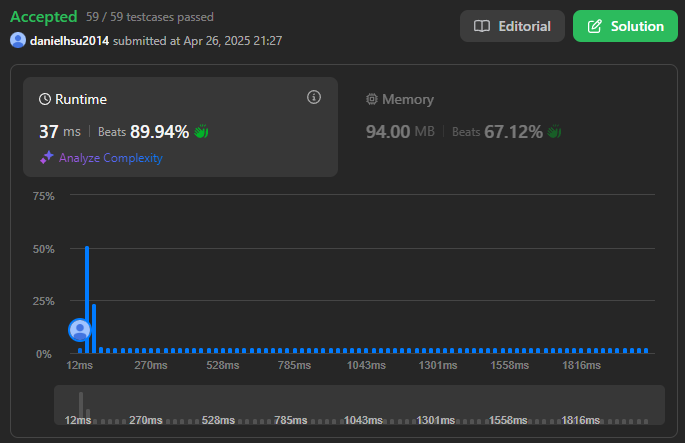 Accepted 59 / 59 testcases passed
danielhsu2014 submitted at Apr 26, 2025 21:27
Editorial
Solution
Runtime
37 ms | Beats 89.94%
Analyze Complexity
Memory
94.00 MB | Beats 67.12%
75%
50%
25%
0%
12ms 270ms 528ms 785ms 1043ms 1301ms 1558ms 1816ms
12ms 270ms 528ms 785ms 1043ms 1301ms 1558ms 1816ms